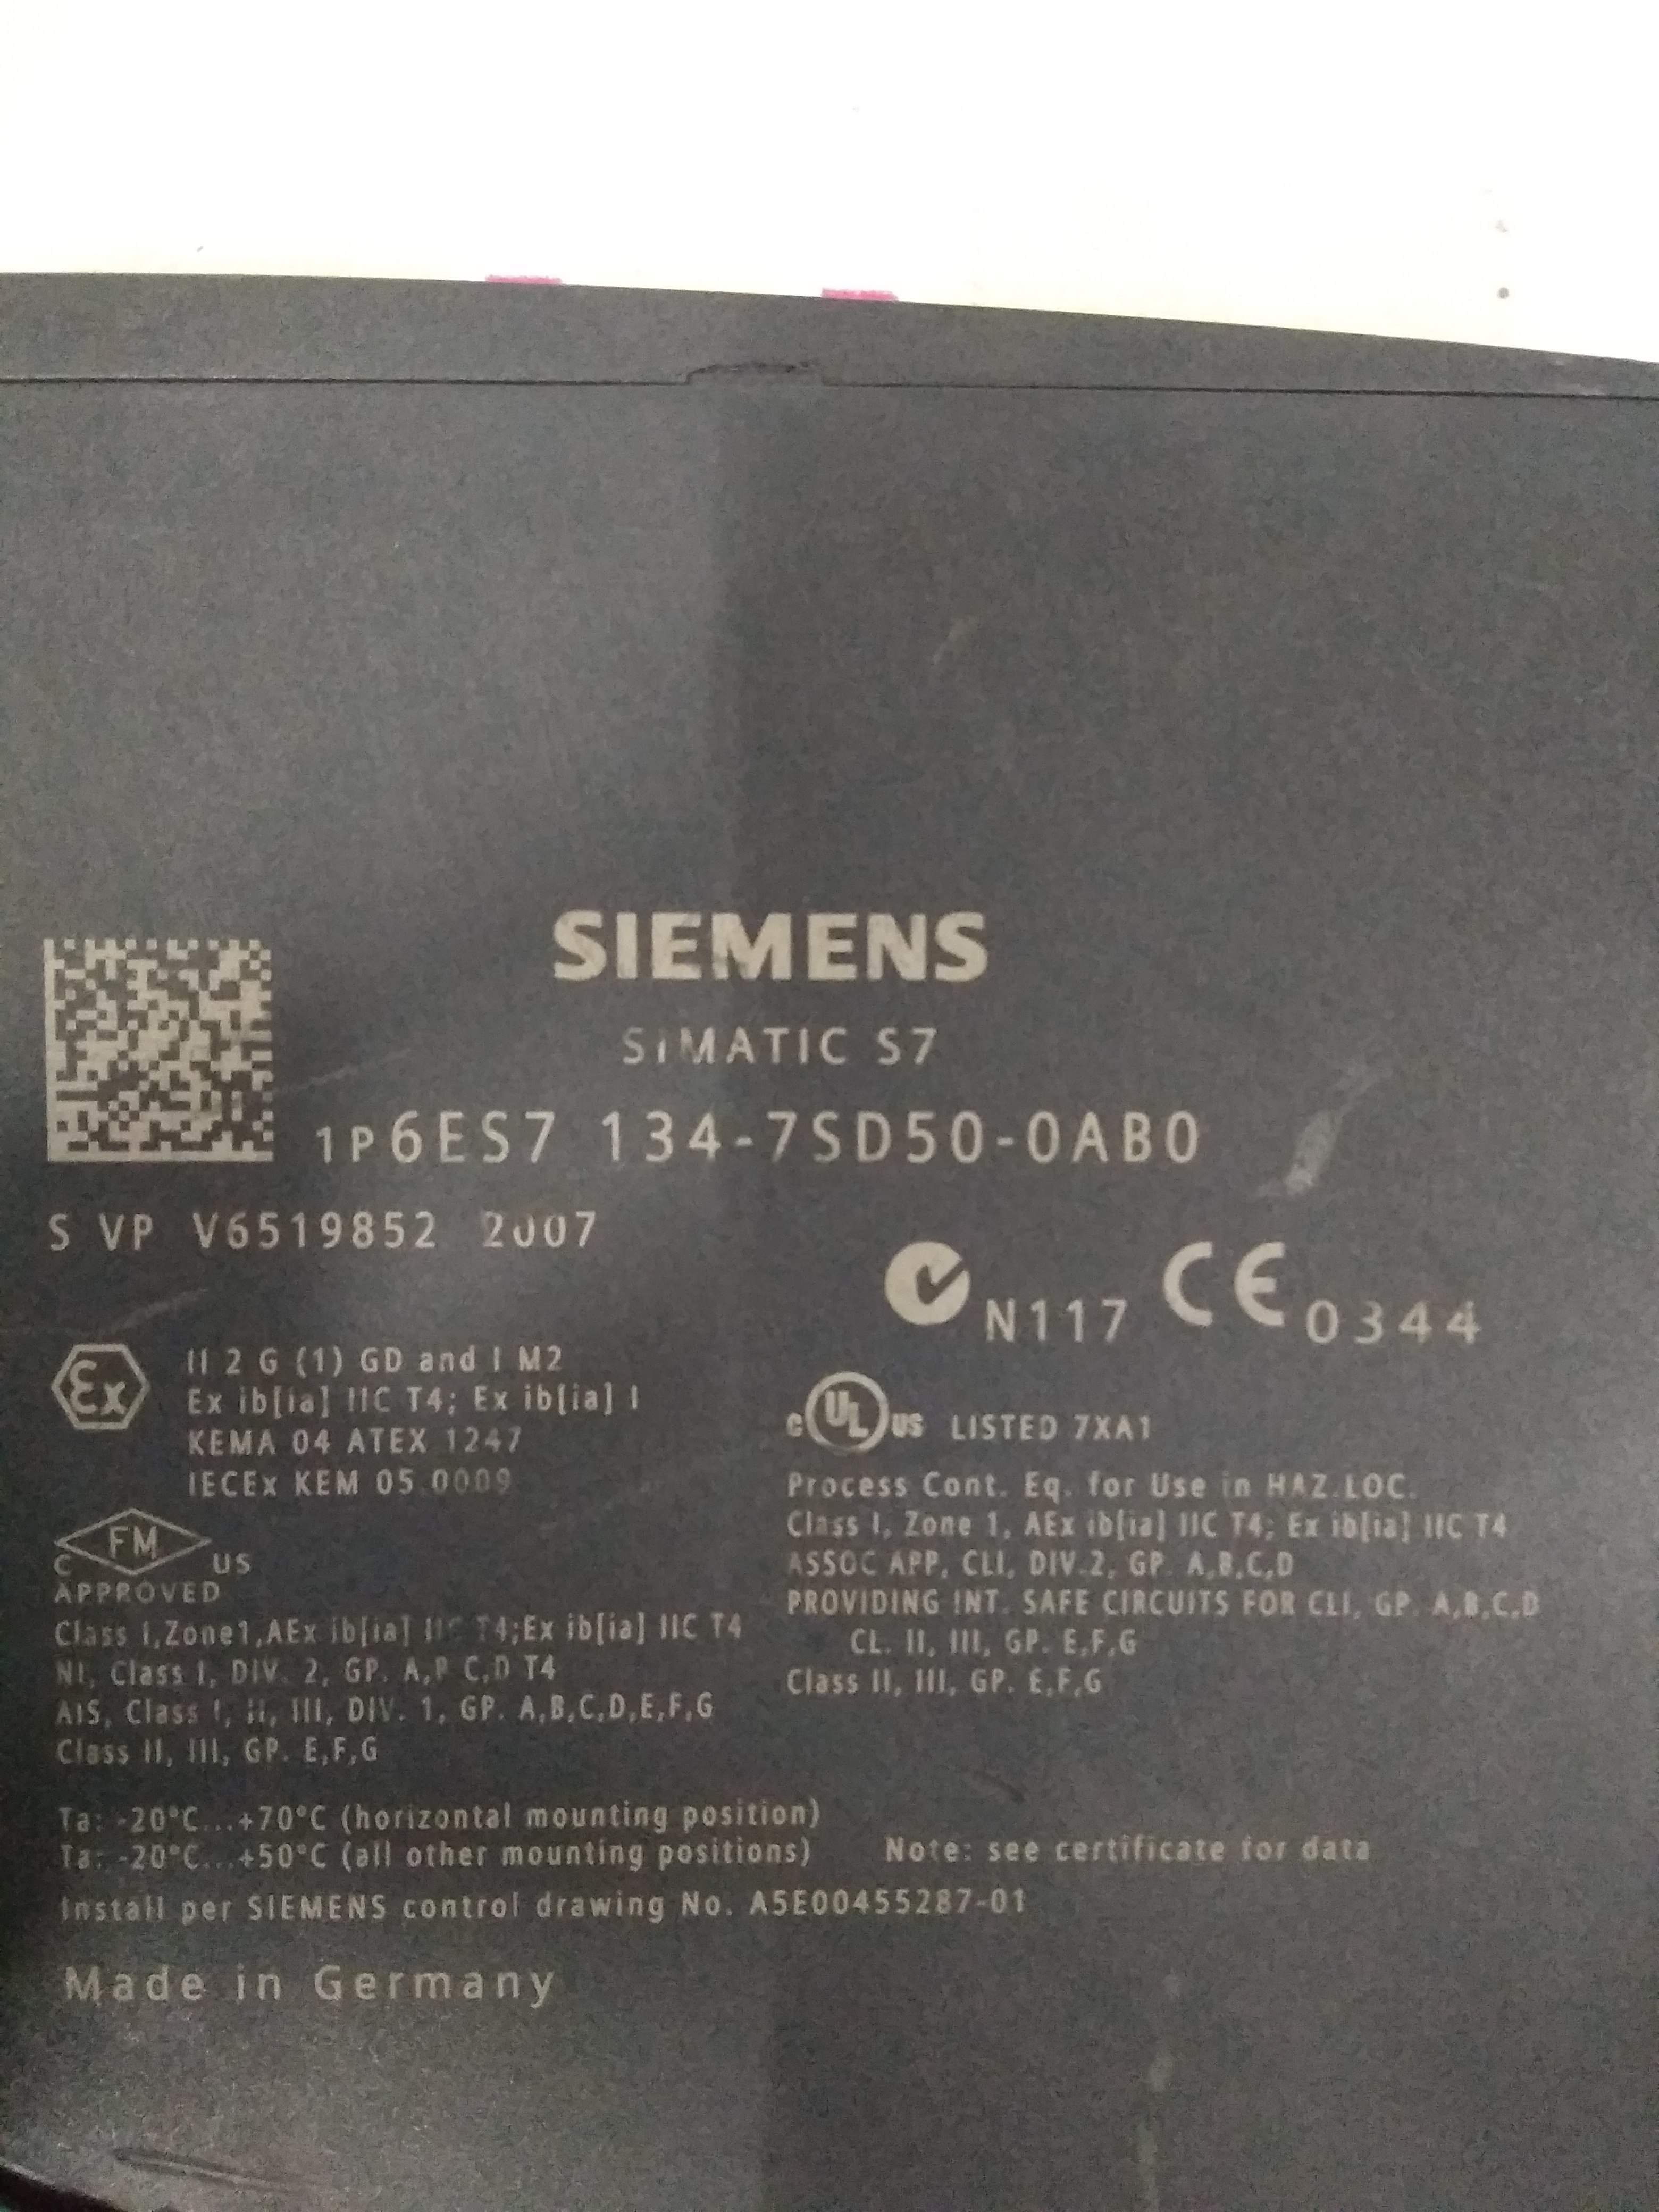 SIEMENS
SIMATIC S7
1P6ES7 134-7SD50-0AB0
S VP V6519852 2007
N117 CE 0344
Ex
II 2 G (1) GD and I M2
Ex ib[ia] IIC T4; Ex ib[ia] I
KEMA 04 ATEX 1247
IECEx KEM 05.0009
C FM US
APPROVED
Class I,Zone1,AEx ib[ia] IIC T4;Ex ib[ia] IIC T4
NI, Class I, DIV. 2, GP. A,B,C,D T4
AIS, Class I, II, III, DIV. 1, GP. A,B,C,D,E,F,G
Class II, III, GP. E,F,G
c UL us LISTED 7XA1
Process Cont. Eq. for Use in HAZ.LOC.
Class I, Zone 1, AEx ib[ia] IIC T4; Ex ib[ia] IIC T4
ASSOC APP, CLI, DIV.2, GP. A,B,C,D
PROVIDING INT. SAFE CIRCUITS FOR CLI, GP. A,B,C,D
CL. II, III, GP. E,F,G
Class II, III, GP. E,F,G
Ta: -20°C...+70°C (horizontal mounting position)
Ta: -20°C...+50°C (all other mounting positions) Note: see certificate for data
Install per SIEMENS control drawing No. A5E00455287-01
Made in Germany